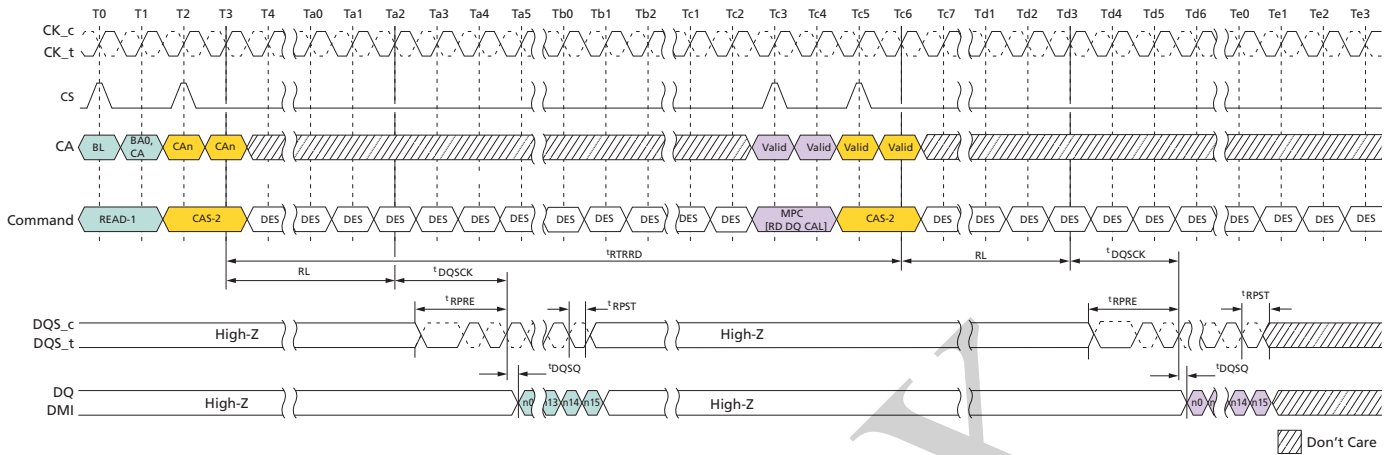 T0 T1 T2 T3 T4 Ta0 Ta1 Ta2 Ta3 Ta4 Ta5 Tb0 Tb1 Tb2 Tc1 Tc2 Tc3 Tc4 Tc5 Tc6 Tc7 Td1 Td2 Td3 Td4 Td5 Td6 Te0 Te1 Te2 Te3
CK_c
CK_t
CS
CA BL BA0, CA CAn CAn Valid Valid Valid Valid
Command READ-1 CAS-2 DES DES DES DES DES DES DES DES DES DES DES DES MPC [RD DQ CAL] CAS-2 DES DES DES DES DES DES DES DES DES DES DES
tRTRRD
RL tDQSCK RL tDQSCK
tRPRE tRPST tRPRE tRPST
DQS_c
DQS_t
High-Z High-Z
tDQSQ tDQSQ
DQ
DMI
High-Z n0 n13 n14 n15 High-Z n0 n14 n15
Don't Care